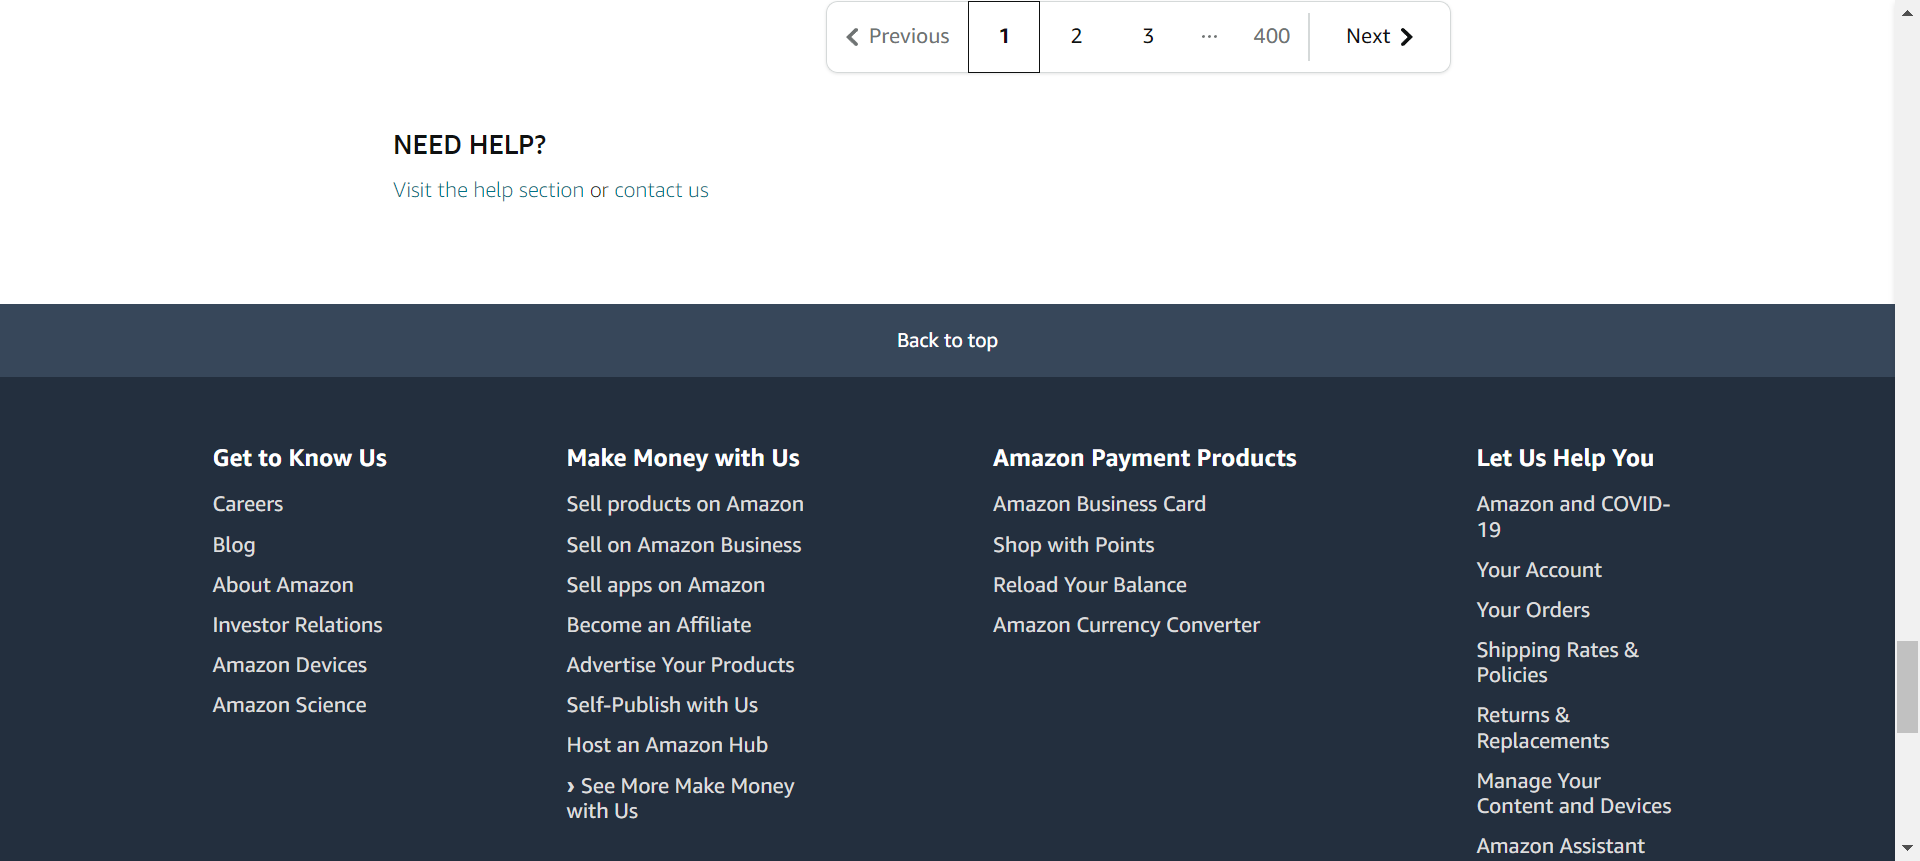 Previous 1 2 3 ... 400 Next
NEED HELP?
Visit the help section or contact us
Back to top
Get to Know Us
Careers
Blog
About Amazon
Investor Relations
Amazon Devices
Amazon Science
Make Money with Us
Sell products on Amazon
Sell on Amazon Business
Sell apps on Amazon
Become an Affiliate
Advertise Your Products
Self-Publish with Us
Host an Amazon Hub
› See More Make Money
with Us
Amazon Payment Products
Amazon Business Card
Shop with Points
Reload Your Balance
Amazon Currency Converter
Let Us Help You
Amazon and COVID-
19
Your Account
Your Orders
Shipping Rates &
Policies
Returns &
Replacements
Manage Your
Content and Devices
Amazon Assistant